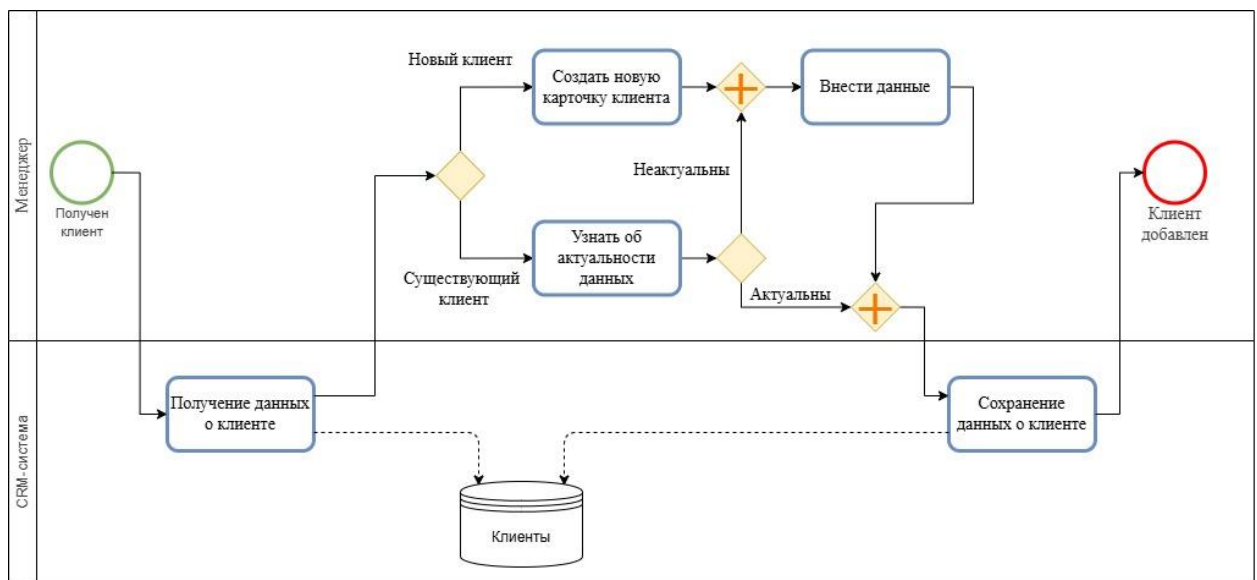 Менеджер
Получен
клиент
Новый клиент
Создать новую
карточку клиента
Внести данные
Неактуальны
Существующий
клиент
Узнать об
актуальности
данных
Актуальны
Клиент
добавлен
CRM-система
Получение данных
о клиенте
Клиенты
Сохранение
данных о клиенте